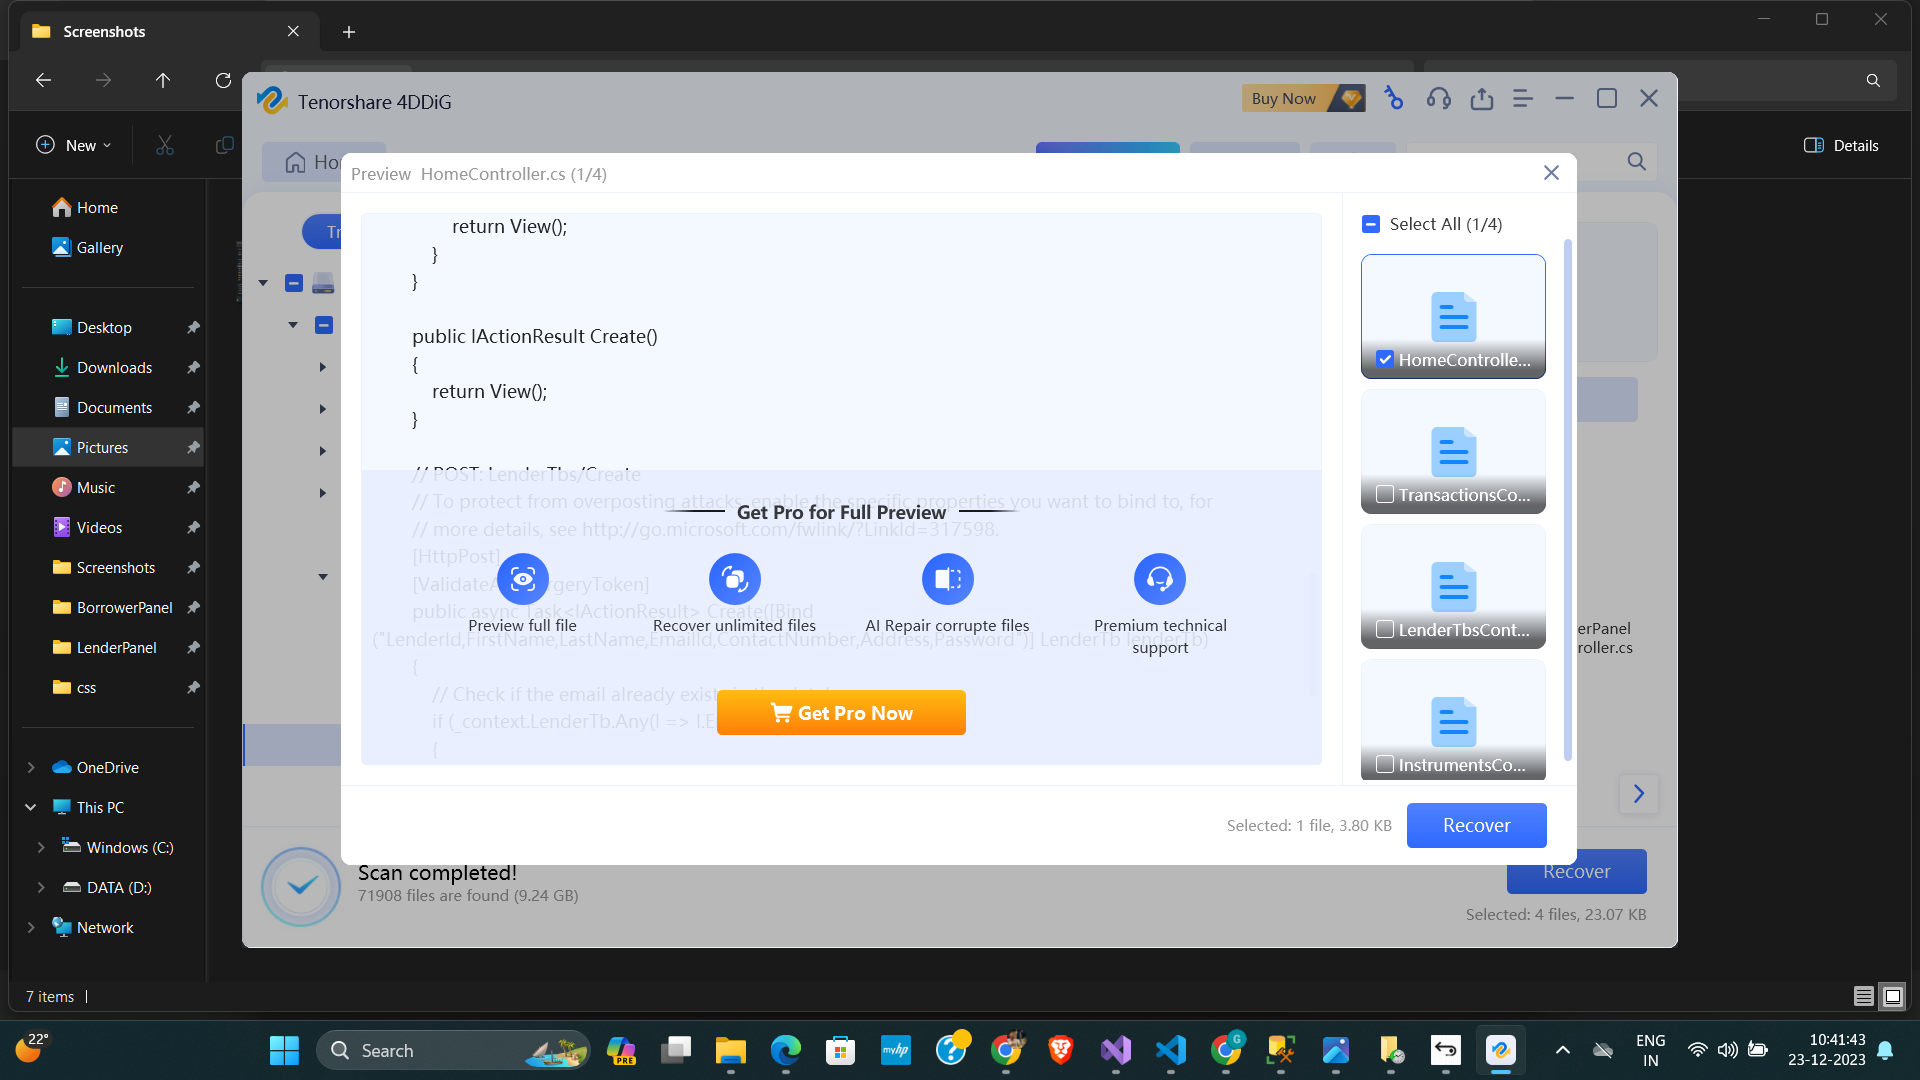 Screenshots
New
Details
Home
Gallery
Desktop
Downloads
Documents
Pictures
Music
Videos
Screenshots
BorrowerPanel
LenderPanel
css
OneDrive
This PC
Windows (C:)
DATA (D:)
Network
7 items
Tenorshare 4DDiG
Buy Now
Preview HomeController.cs (1/4)
return View();
}
}
public IActionResult Create()
{
return View();
}
// POST: LenderTbs/Create
// To protect from overposting attacks, enable the specific properties you want to bind to, for
Get Pro for Full Preview
// more details, see http://go.microsoft.com/fwlink/?LinkId=317598.
[HttpPost]
public async Task<IActionResult> Create([Bind
Preview full file
Recover unlimited files
AI Repair corrupte files
Premium technical support
("LenderId,FirstName,LastName,EmailId,ContactNumber,Address,Password")] LenderTb lenderTb)
{
// Check if the email already
if (_context.LenderTb.Any(l => l.E
{
Get Pro Now
Select All (1/4)
HomeControlle...
TransactionsCo...
LenderTbsCont...
InstrumentsCo...
erPanel
roller.cs
Selected: 1 file, 3.80 KB
Recover
Scan completed!
71908 files are found (9.24 GB)
Recover
Selected: 4 files, 23.07 KB
22°
Search
PRE
myhp
G
ENG
IN
10:41:43
23-12-2023